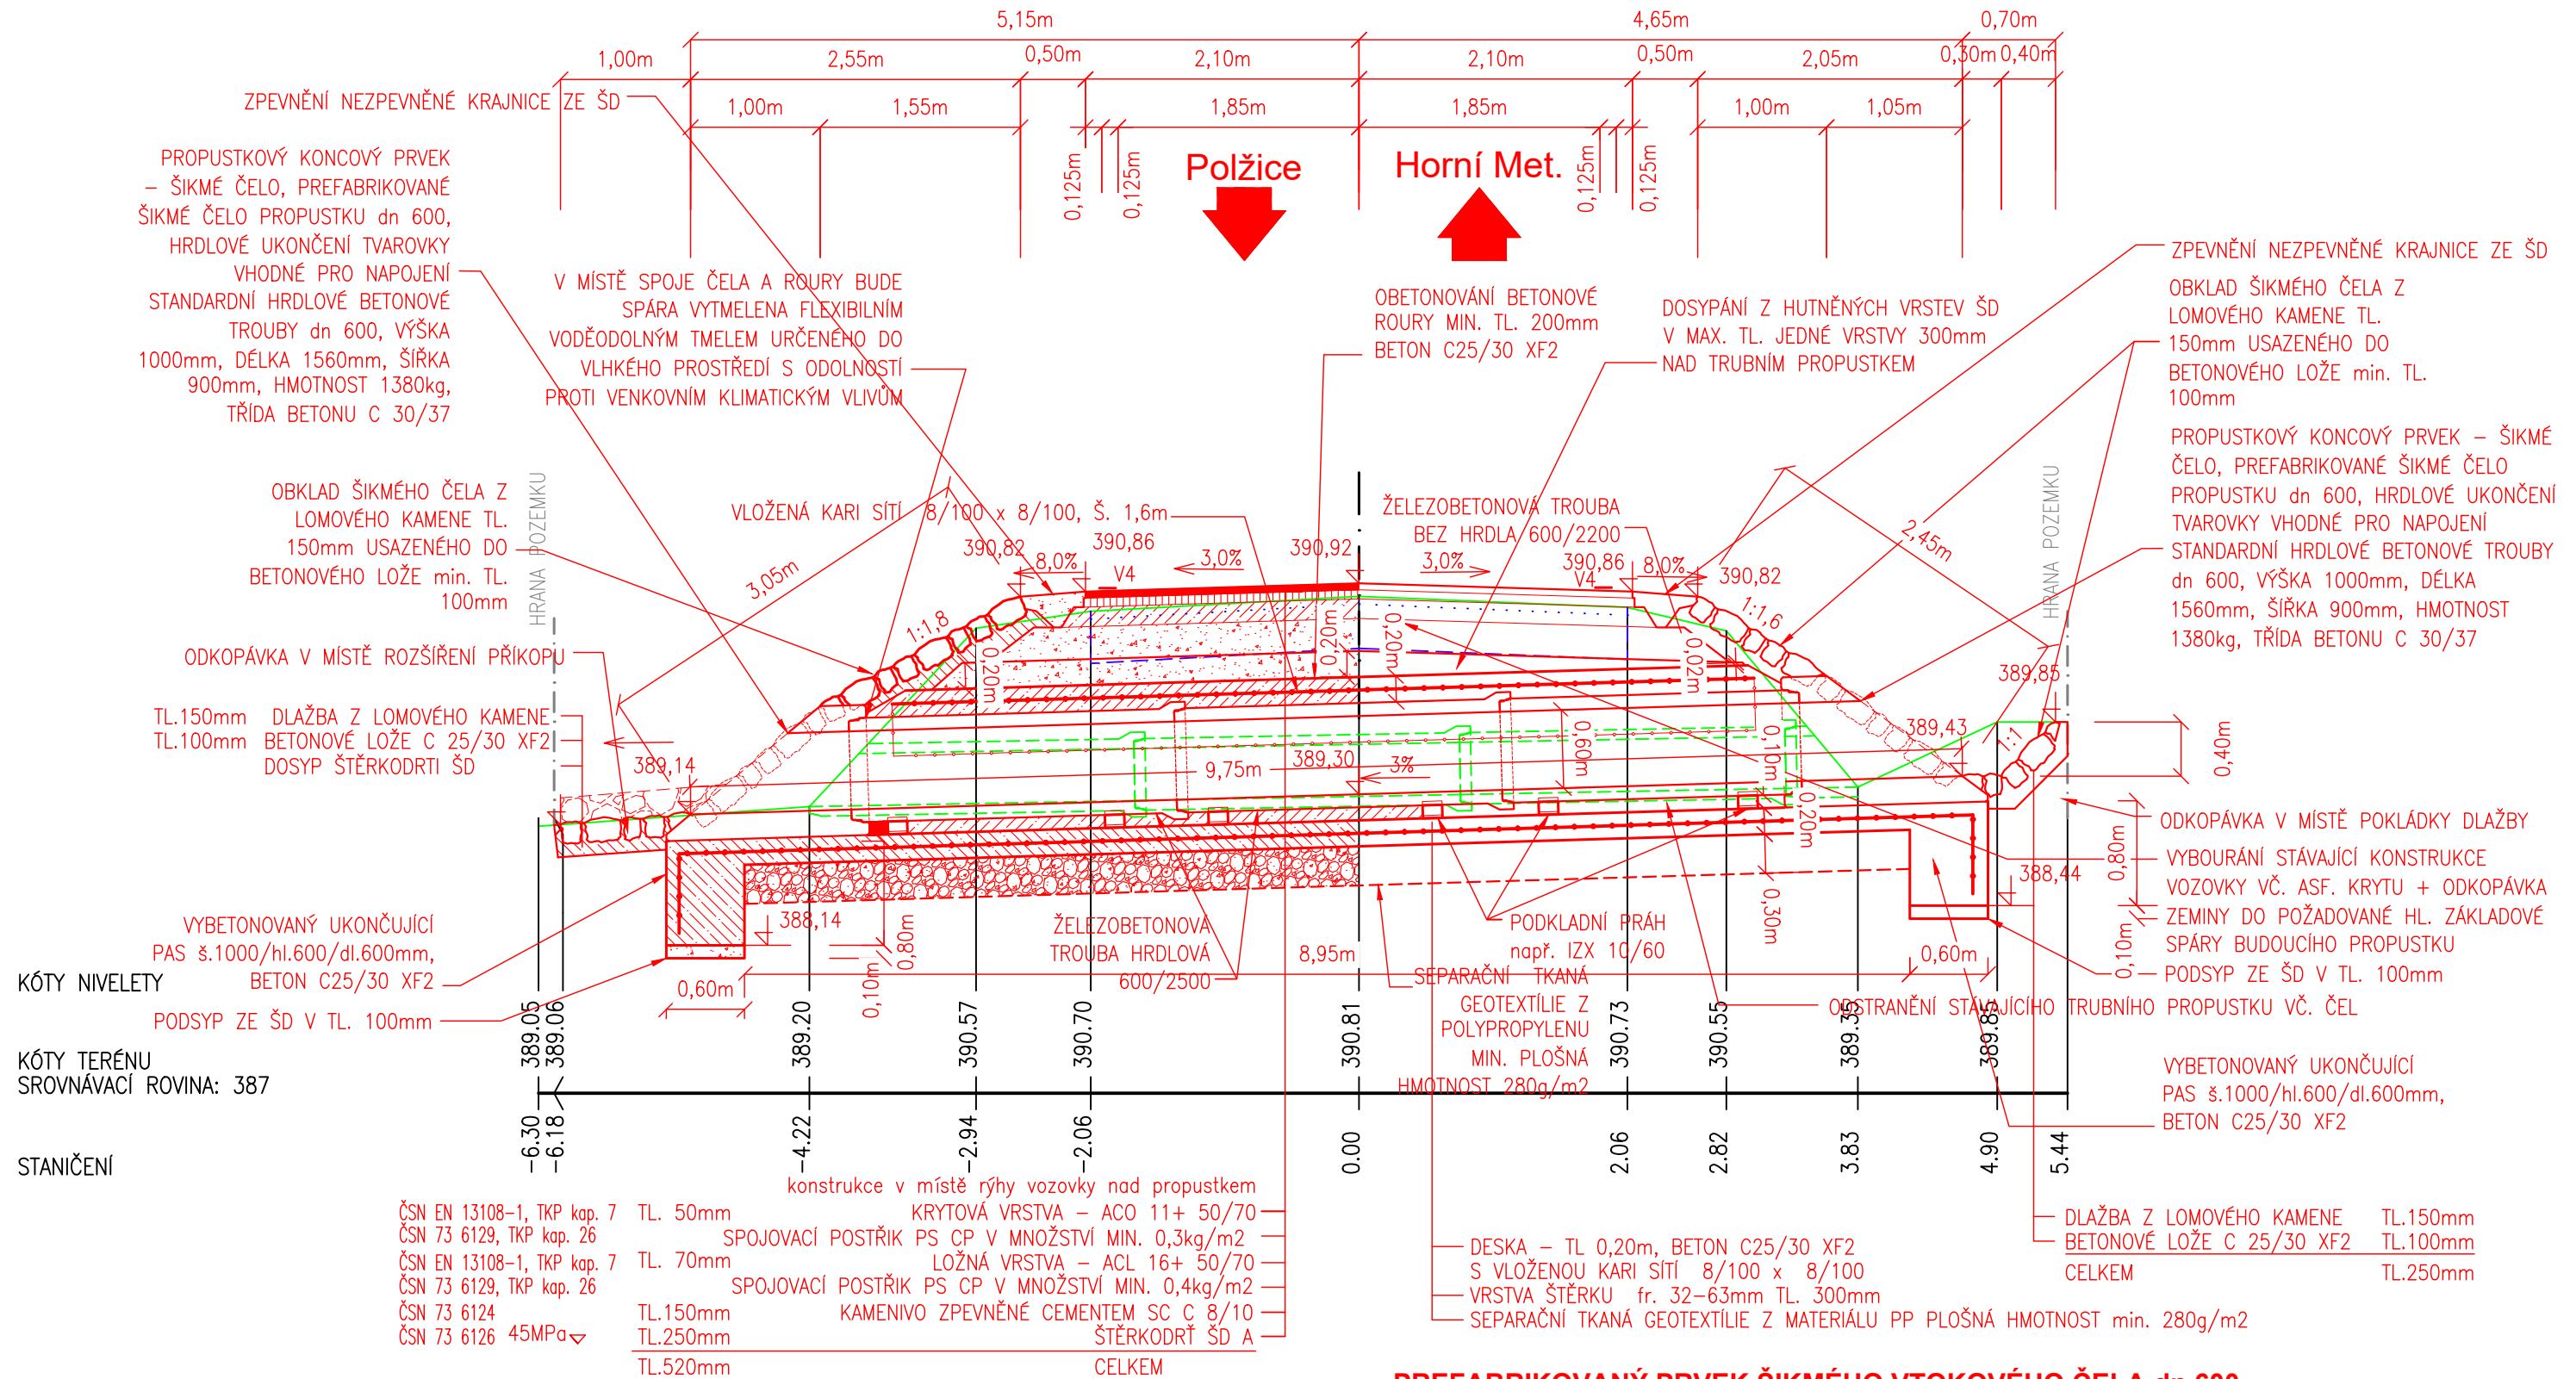 5,15m
4,65m
0,70m
1,00m
2,55m
0,50m
2,10m
2,10m
0,50m
2,05m
0,30m
0,40m
ZPEVNĚNÍ NEZPEVNĚNÉ KRAJNICE ZE ŠD
1,00m
1,55m
1,85m
1,85m
1,00m
1,05m
0,125m
0,125m
0,125m
0,125m
Polžice
Horní Met.
PROPUSTKOVÝ KONCOVÝ PRVEK
– ŠIKMÉ ČELO, PREFABRIKOVANÉ
ŠIKMÉ ČELO PROPUSTKU dn 600,
HRDLOVÉ UKONČENÍ TVAROVKY
VHODNÉ PRO NAPOJENÍ
STANDARDNÍ HRDLOVÉ BETONOVÉ
TROUBY dn 600, VÝŠKA
1000mm, DÉLKA 1560mm, ŠÍŘKA
900mm, HMOTNOST 1380kg,
TŘÍDA BETONU C 30/37
V MÍSTĚ SPOJE ČELA A ROURY BUDE
SPÁRA VYTMELENA FLEXIBILNÍM
VODĚODOLNÝM TMELEM URČENÉHO DO
VLHKÉHO PROSTŘEDÍ S ODOLNOSTÍ
PROTI VENKOVNÍM KLIMATICKÝM VLIVŮM
OBETONOVÁNÍ BETONOVÉ
ROURY MIN. TL. 200mm
BETON C25/30 XF2
DOSYPÁNÍ Z HUTNĚNÝCH VRSTEV ŠD
V MAX. TL. JEDNÉ VRSTVY 300mm
NAD TRUBNÍM PROPUSTKEM
ZPEVNĚNÍ NEZPEVNĚNÉ KRAJNICE ZE ŠD
OBKLAD ŠIKMÉHO ČELA Z
LOMOVÉHO KAMENE TL.
150mm USAZENÉHO DO
BETONOVÉHO LOŽE min. TL.
100mm
PROPUSTKOVÝ KONCOVÝ PRVEK – ŠIKMÉ
ČELO, PREFABRIKOVANÉ ŠIKMÉ ČELO
PROPUSTKU dn 600, HRDLOVÉ UKONČENÍ
TVAROVKY VHODNÉ PRO NAPOJENÍ
STANDARDNÍ HRDLOVÉ BETONOVÉ TROUBY
dn 600, VÝŠKA 1000mm, DÉLKA
1560mm, ŠÍŘKA 900mm, HMOTNOST
1380kg, TŘÍDA BETONU C 30/37
OBKLAD ŠIKMÉHO ČELA Z
LOMOVÉHO KAMENE TL.
150mm USAZENÉHO DO
BETONOVÉHO LOŽE min. TL.
100mm
HRANA POZEMKU
HRANA POZEMKU
VLOŽENÁ KARI SÍTÍ 8/100 x 8/100, Š. 1,6m
ŽELEZOBETONOVÁ TROUBA
BEZ HRDLA 600/2200
390,82
8,0%
390,86
V4
3,0%
390,92
3,0%
390,86
V4
8,0%
390,82
3,05m
2,45m
1:1,8
1:1,6
1:1
0,20m
0,20m
0,20m
0,02m
0,60m
0,10m
0,20m
0,30m
389,85
389,43
0,40m
ODKOPÁVKA V MÍSTĚ ROZŠÍŘENÍ PŘÍKOPU
TL.150mm DLAŽBA Z LOMOVÉHO KAMENE
TL.100mm BETONOVÉ LOŽE C 25/30 XF2
DOSYP ŠTĚRKODRTI ŠD
389,14
9,75m
389,30
3%
ODKOPÁVKA V MÍSTĚ POKLÁDKY DLAŽBY
VYBOURÁNÍ STÁVAJÍCÍ KONSTRUKCE
VOZOVKY VČ. ASF. KRYTU + ODKOPÁVKA
ZEMINY DO POŽADOVANÉ HL. ZÁKLADOVÉ
SPÁRY BUDOUCÍHO PROPUSTKU
PODSYP ZE ŠD V TL. 100mm
0,80m
0,10m
388,44
388,14
0,80m
0,10m
VYBETONOVANÝ UKONČUJÍCÍ
PAS š.1000/hl.600/dl.600mm,
BETON C25/30 XF2
PODSYP ZE ŠD V TL. 100mm
0,60m
ŽELEZOBETONOVÁ
TROUBA HRDLOVÁ
600/2500
8,95m
PODKLADNÍ PRÁH
např. IZX 10/60
0,60m
SEPARAČNÍ TKANÁ
GEOTEXTÍLIE Z
POLYPROPYLENU
MIN. PLOŠNÁ
HMOTNOST 280g/m2
ODSTRANĚNÍ STÁVAJÍCÍHO TRUBNÍHO PROPUSTKU VČ. ČEL
VYBETONOVANÝ UKONČUJÍCÍ
PAS š.1000/hl.600/dl.600mm,
BETON C25/30 XF2
KÓTY NIVELETY
KÓTY TERÉNU
389.05
389.06
389.20
390.57
390.70
390.81
390.73
390.55
389.35
389.85
SROVNÁVACÍ ROVINA: 387
STANIČENÍ
-6.30
-6.18
-4.22
-2.94
-2.06
0.00
2.06
2.82
3.83
4.90
5.44
konstrukce v místě rýhy vozovky nad propustkem
ČSN EN 13108-1, TKP kap. 7 TL. 50mm KRYTOVÁ VRSTVA – ACO 11+ 50/70
ČSN 73 6129, TKP kap. 26 SPOJOVACÍ POSTŘIK PS CP V MNOŽSTVÍ MIN. 0,3kg/m2
ČSN EN 13108-1, TKP kap. 7 TL. 70mm LOŽNÁ VRSTVA – ACL 16+ 50/70
ČSN 73 6129, TKP kap. 26 SPOJOVACÍ POSTŘIK PS CP V MNOŽSTVÍ MIN. 0,4kg/m2
ČSN 73 6124 TL.150mm KAMENIVO ZPEVNĚNÉ CEMENTEM SC C 8/10
ČSN 73 6126 45MPa TL.250mm ŠTĚRKODRŤ ŠD A
TL.520mm CELKEM
DESKA – TL 0,20m, BETON C25/30 XF2
S VLOŽENOU KARI SÍTÍ 8/100 x 8/100
VRSTVA ŠTĚRKU fr. 32-63mm TL. 300mm
SEPARAČNÍ TKANÁ GEOTEXTÍLIE Z MATERIÁLU PP PLOŠNÁ HMOTNOST min. 280g/m2
DLAŽBA Z LOMOVÉHO KAMENE TL.150mm
BETONOVÉ LOŽE C 25/30 XF2 TL.100mm
CELKEM TL.250mm
PREFABRIKOVANÝ PRVEK ŠIKMÉHO VTOKOVÉHO ČELA dn 600